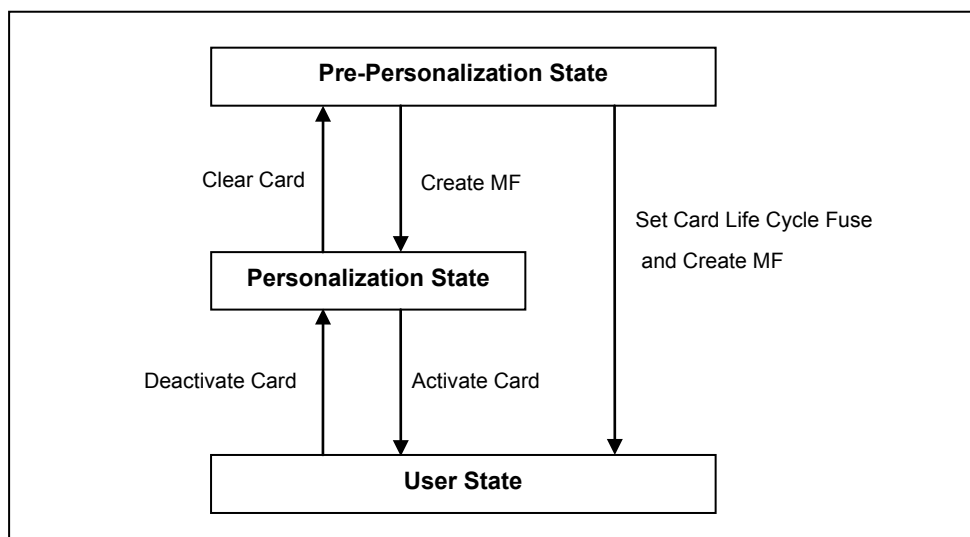 Pre-Personalization State
Clear Card
Create MF
Set Card Life Cycle Fuse
and Create MF
Personalization State
Deactivate Card
Activate Card
User State